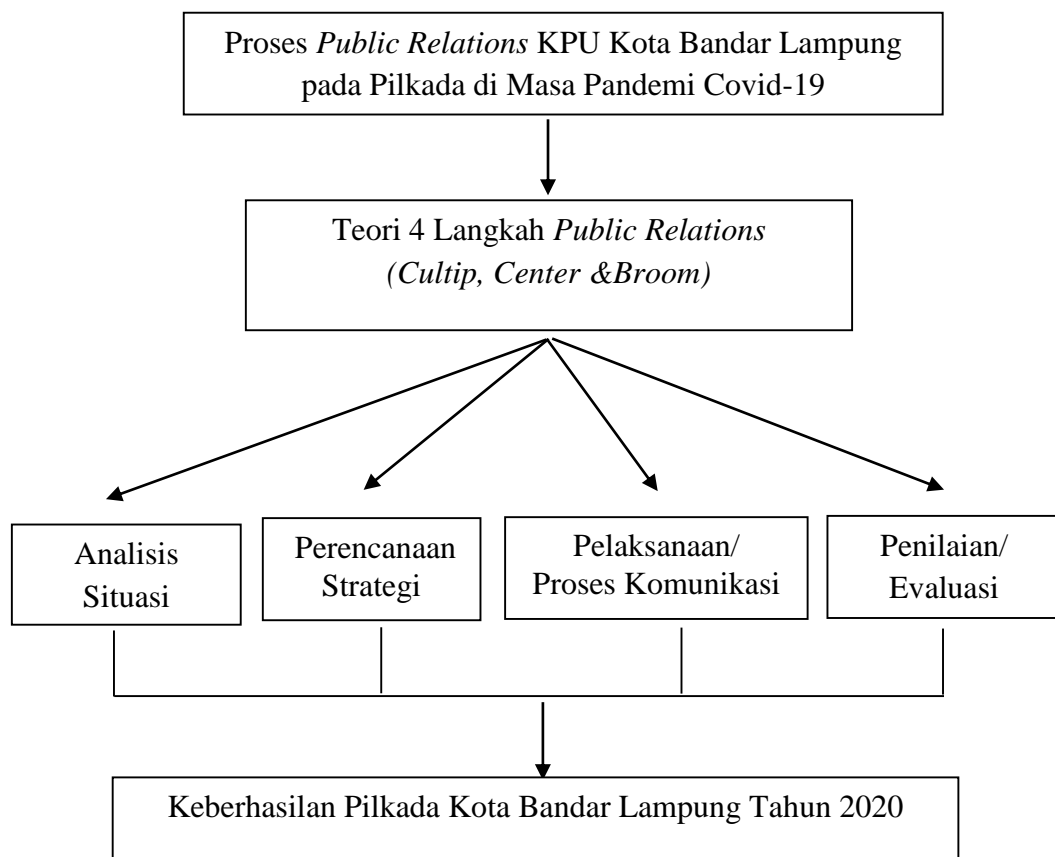 Proses Public Relations KPU Kota Bandar Lampung
pada Pilkada di Masa Pandemi Covid-19
Teori 4 Langkah Public Relations
(Cultip, Center &Broom)
Analisis
Situasi
Perencanaan
Strategi
Pelaksanaan/
Proses Komunikasi
Penilaian/
Evaluasi
Keberhasilan Pilkada Kota Bandar Lampung Tahun 2020